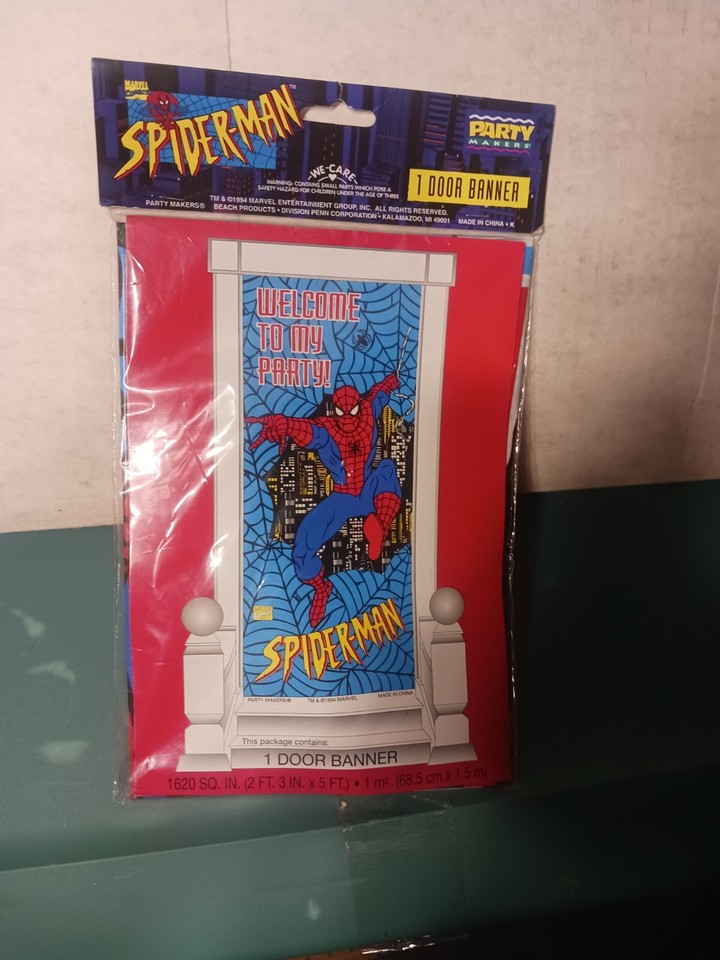 MARVEL
SPIDER-MAN™
PARTY
MAKERS®
WE CARE
WARNING: CONTAINS SMALL PARTS WHICH POSE A
SAFETY HAZARD FOR CHILDREN UNDER THE AGE OF THREE
1 DOOR BANNER
PARTY MAKERS® TM & ©1994 MARVEL ENTERTAINMENT GROUP, INC. ALL RIGHTS RESERVED.
BEACH PRODUCTS • DIVISION PENN CORPORATION • KALAMAZOO, MI 49001 MADE IN CHINA • K
WELCOME
TO MY
PARTY!
SPIDER-MAN
PARTY MAKERS® TM & ©1994 MARVEL MADE IN CHINA
This package contains:
1 DOOR BANNER
1620 SQ. IN. (2 FT. 3 IN. x 5 FT.) • 1 m² (68.5 cm x 1.5 m)